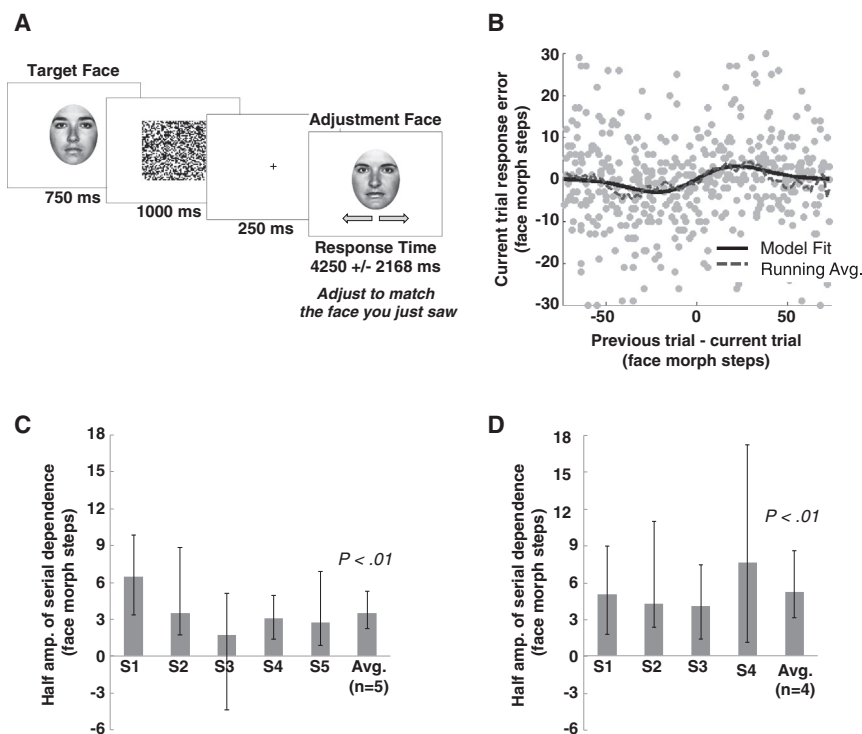 A
Target Face
750 ms
1000 ms
+
250 ms
Adjustment Face
Response Time
4250 +/- 2168 ms
Adjust to match
the face you just saw
B
Current trial response error
(face morph steps)
30
20
10
0
-10
-20
-30
-50
0
50
Model Fit
Running Avg.
Previous trial - current trial
(face morph steps)
C
Half amp. of serial dependence
(face morph steps)
18
15
12
9
6
3
0
-3
-6
P < .01
S1
S2
S3
S4
S5
Avg.
(n=5)
D
Half amp. of serial dependence
(face morph steps)
18
15
12
9
6
3
0
-3
-6
P < .01
S1
S2
S3
S4
Avg.
(n=4)